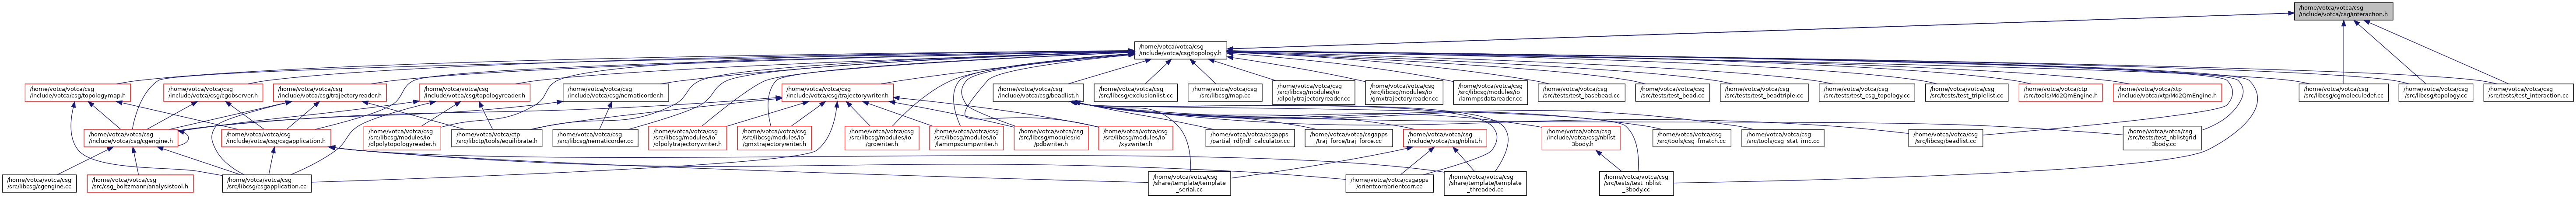 /home/votca/votca/csg
/include/votca/csg/interaction.h
/home/votca/votca/csg
/include/votca/csg/topology.h
/home/votca/votca/csg
/include/votca/csg/topologymap.h
/home/votca/votca/csg
/include/votca/csg/cgobserver.h
/home/votca/votca/csg
/include/votca/csg/trajectoryreader.h
/home/votca/votca/csg
/include/votca/csg/topologyreader.h
/home/votca/votca/csg
/include/votca/csg/nematicorder.h
/home/votca/votca/csg
/include/votca/csg/trajectorywriter.h
/home/votca/votca/csg
/include/votca/csg/beadlist.h
/home/votca/votca/csg
/src/libcsg/exclusionlist.cc
/home/votca/votca/csg
/src/libcsg/map.cc
/home/votca/votca/csg
/src/libcsg/modules/io
/dlpolytrajectoryreader.cc
/home/votca/votca/csg
/src/libcsg/modules/io
/gmxtrajectoryreader.cc
/home/votca/votca/csg
/src/libcsg/modules/io
/lammpsdatareader.cc
/home/votca/votca/csg
/src/tests/test_basebead.cc
/home/votca/votca/csg
/src/tests/test_bead.cc
/home/votca/votca/csg
/src/tests/test_beadtriple.cc
/home/votca/votca/csg
/src/tests/test_csg_topology.cc
/home/votca/votca/csg
/src/tests/test_triplelist.cc
/home/votca/votca/ctp
/src/tools/Md2QmEngine.h
/home/votca/votca/xtp
/include/votca/xtp/Md2QmEngine.h
/home/votca/votca/csg
/src/libcsg/cgmoleculedef.cc
/home/votca/votca/csg
/src/libcsg/topology.cc
/home/votca/votca/csg
/src/tests/test_interaction.cc
/home/votca/votca/csg
/include/votca/csg/cgengine.h
/home/votca/votca/csg
/include/votca/csg/csgapplication.h
/home/votca/votca/csg
/src/libcsg/modules/io
/dlpolytopologyreader.h
/home/votca/votca/ctp
/src/libctp/tools/equilibrate.cc
/home/votca/votca/csg
/src/libcsg/nematicorder.cc
/home/votca/votca/csg
/src/libcsg/modules/io
/dlpolytrajectorywriter.h
/home/votca/votca/csg
/src/libcsg/modules/io
/gmxtrajectorywriter.h
/home/votca/votca/csg
/src/libcsg/modules/io
/growriter.h
/home/votca/votca/csg
/src/libcsg/modules/io
/lammpsdumpwriter.h
/home/votca/votca/csg
/src/libcsg/modules/io
/pdbwriter.h
/home/votca/votca/csg
/src/libcsg/modules/io
/xyzwriter.h
/home/votca/votca/csgapps
/partial_rdf/rdf_calculator.cc
/home/votca/votca/csgapps
/traj_force/traj_force.cc
/home/votca/votca/csg
/include/votca/csg/nblist.h
/home/votca/votca/csg
/include/votca/csg/nblist
_3body.h
/home/votca/votca/csg
/src/tools/csg_fmatch.cc
/home/votca/votca/csg
/src/tools/csg_stat_imc.cc
/home/votca/votca/csg
/src/libcsg/beadlist.cc
/home/votca/votca/csg
/src/tests/test_nblistgrid
_3body.cc
/home/votca/votca/csg
/src/libcsg/cgengine.cc
/home/votca/votca/csg
/src/csg_boltzmann/analysistool.h
/home/votca/votca/csg
/src/libcsg/csgapplication.cc
/home/votca/votca/csg
/share/template/template
_serial.cc
/home/votca/votca/csgapps
/orientcorr/orientcorr.cc
/home/votca/votca/csg
/share/template/template
_threaded.cc
/home/votca/votca/csg
/src/tests/test_nblist
_3body.cc